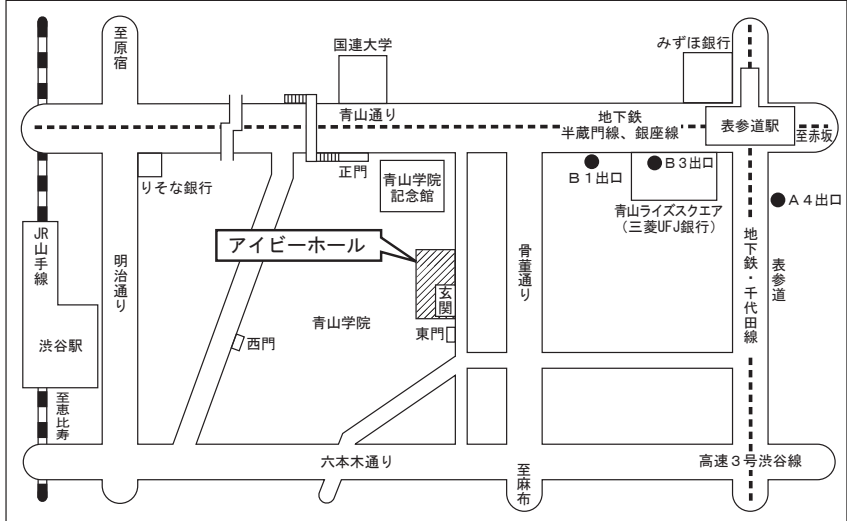 至原宿
国連大学
みずほ銀行
青山通り
地下鉄
半蔵門線、銀座線
表参道駅
至赤坂
りそな銀行
正門
青山学院
記念館
B1出口
B3出口
青山ライズスクエア
(三菱UFJ銀行)
A4出口
アイビーホール
JR山手線
明治通り
骨董通り
地下鉄・千代田線
表参道
玄関
渋谷駅
青山学院
西門
東門
至恵比寿
六本木通り
至麻布
高速3号渋谷線